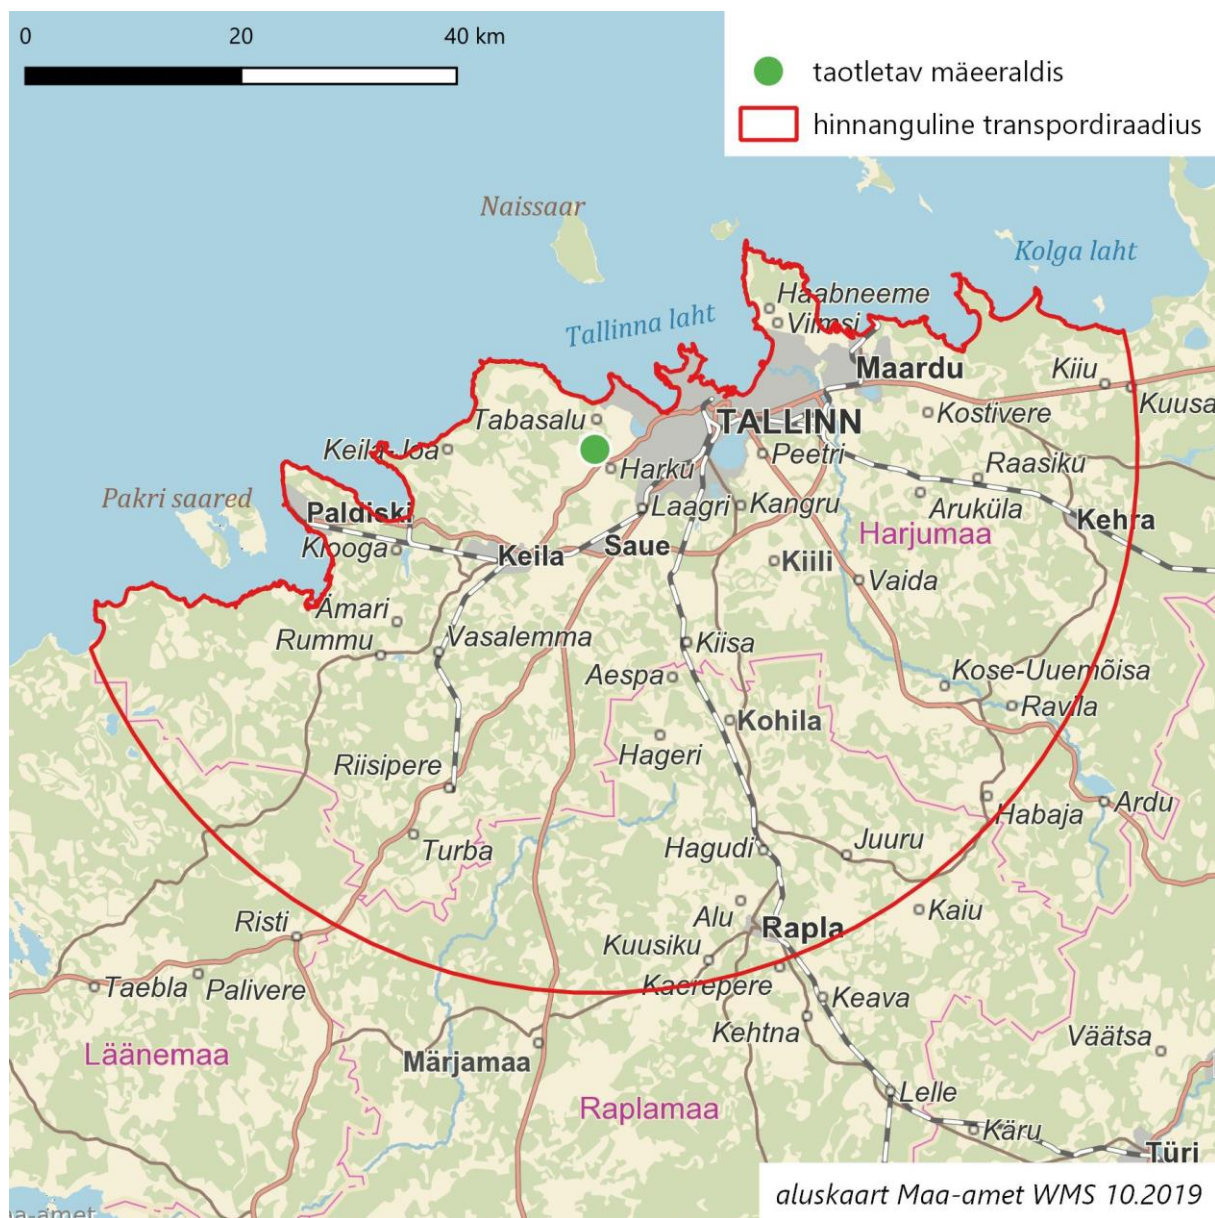 0 20 40 km
taotletav mäeeraldis
hinnanguline transpordiraadius
Naissaar
Kolga laht
Haabneeme
Tallinna laht
Viimsi
Maardu
Kiiu
Kuusa
Tabasalu
TALLINN
Kostivere
Keila-Joa
Harku
Peetri
Raasiku
Pakri saared
Paldiski
Laagri
Kangru
Aruküla
Kehra
Harjumaa
Klooga
Keila
Saue
Kiili
Vaida
Ämari
Rummu
Vasalemma
Kiisa
Aespa
Kose-Uuemõisa
Ravila
Kohila
Hageri
Riisipere
Ardu
Habaja
Turba
Hagudi
Juuru
Risti
Alu
Rapla
Kaiu
Kuusiku
Taebla
Palivere
Kaerepere
Keava
Kehtna
Väätsa
Läänemaa
Märjamaa
Lelle
Raplamaa
Käru
Türi
aluskaart Maa-amet WMS 10.2019
aa-amet